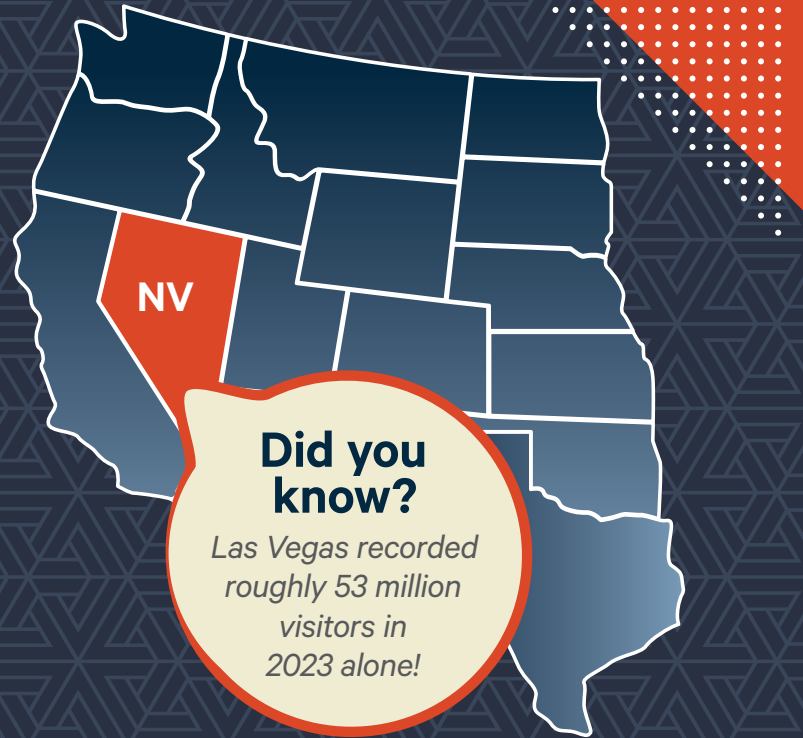 NV
Did you
know?
Las Vegas recorded
roughly 53 million
visitors in
2023 alone!